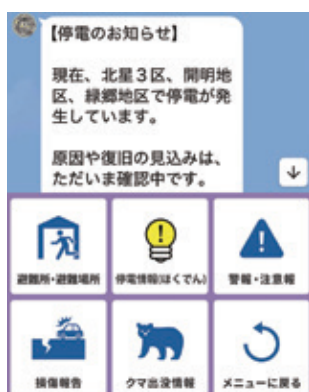 【停電のお知らせ】
現在、北星3区、開明地
区、緑郷地区で停電が発
生しています。
原因や復旧の見込みは、
ただいま確認中です。
避難所・避難場所
停電情報(ほくでん)
警報・注意報
損傷報告
クマ出没情報
メニューに戻る